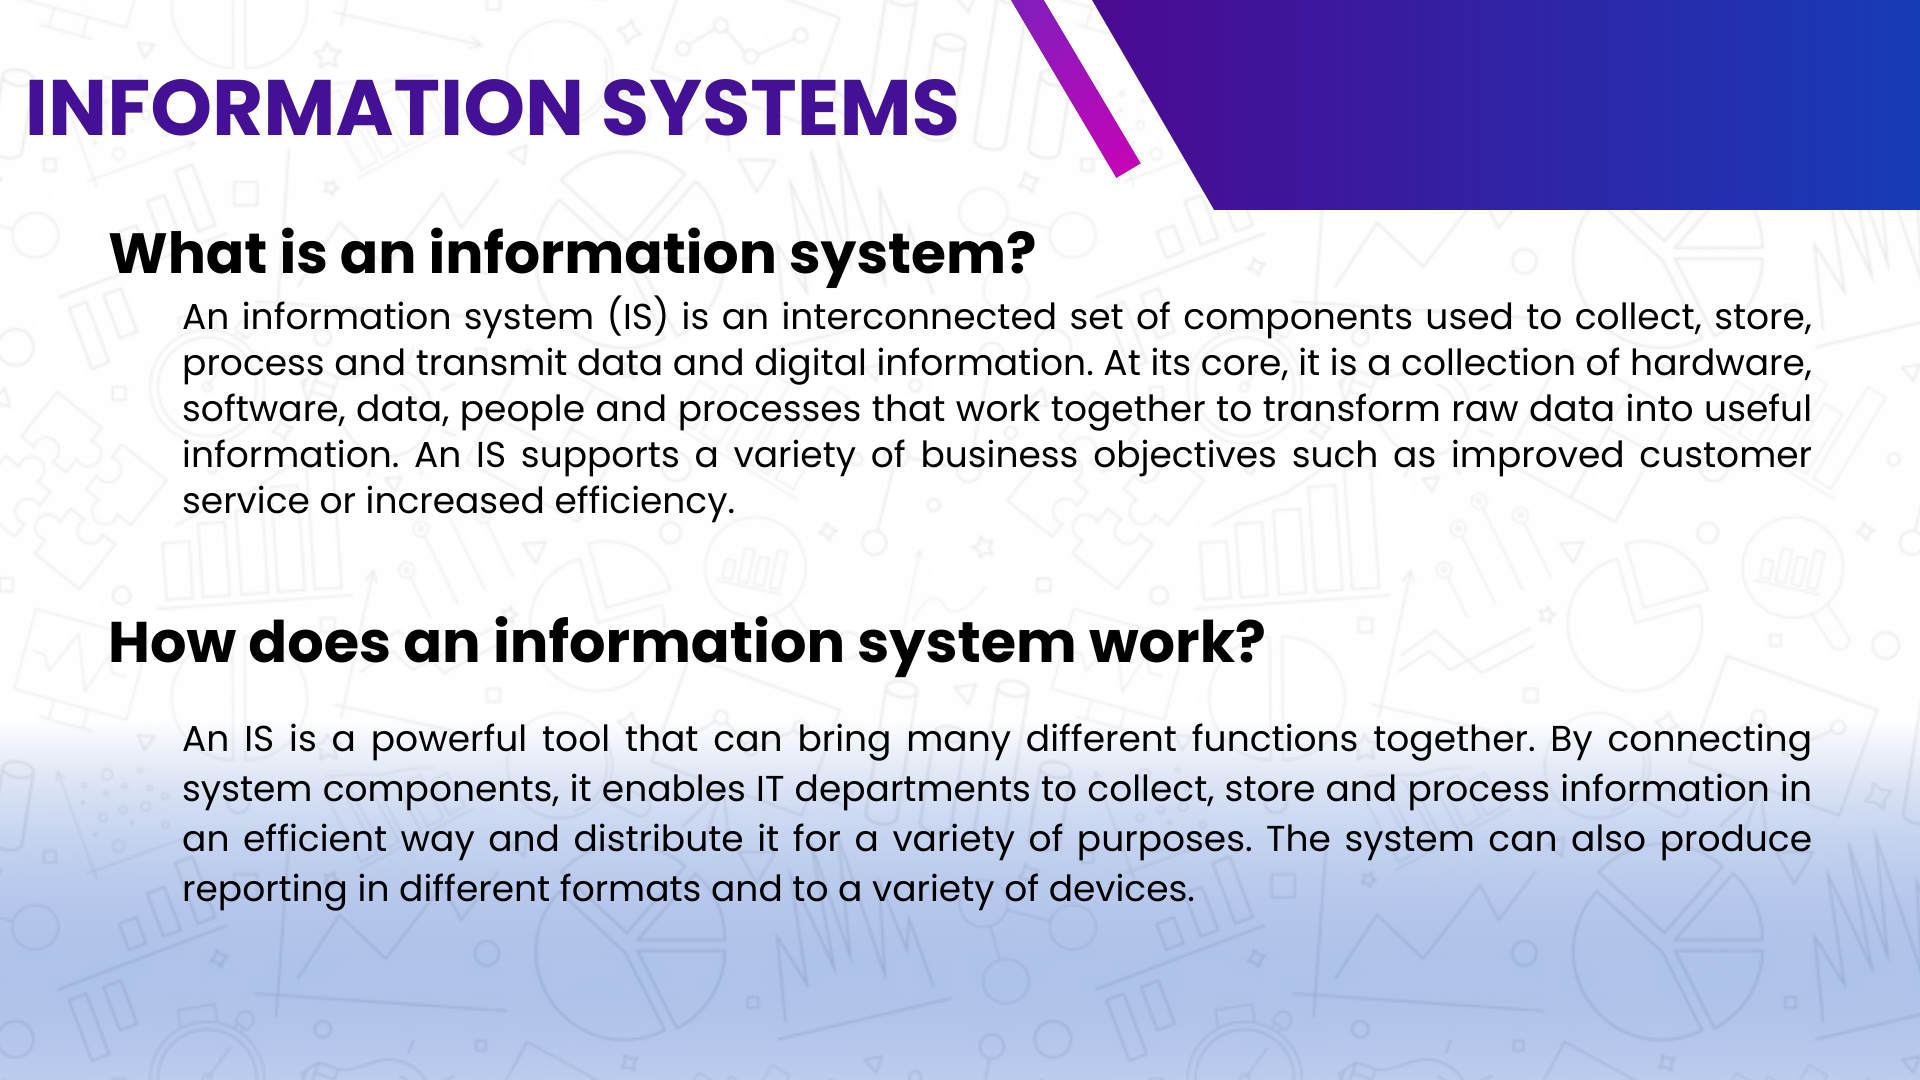 INFORMATION SYSTEMS
What is an information system?
An information system (IS) is an interconnected set of components used to collect, store,
process and transmit data and digital information. At its core, it is a collection of hardware,
software, data, people and processes that work together to transform raw data into useful
information. An IS supports a variety of business objectives such as improved customer
service or increased efficiency.
How does an information system work?
An IS is a powerful tool that can bring many different functions together. By connecting
system components, it enables IT departments to collect, store and process information in
an efficient way and distribute it for a variety of purposes. The system can also produce
reporting in different formats and to a variety of devices.